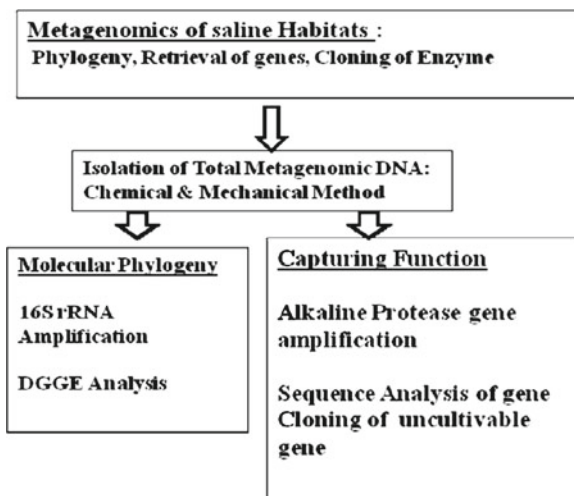 Metagenomics of saline Habitats :
Phylogeny, Retrieval of genes, Cloning of Enzyme
Isolation of Total Metagenomic DNA:
Chemical & Mechanical Method
Molecular Phylogeny
16SrRNA
Amplification
DGGE Analysis
Capturing Function
Alkaline Protease gene
amplification
Sequence Analysis of gene
Cloning of uncultivable
gene